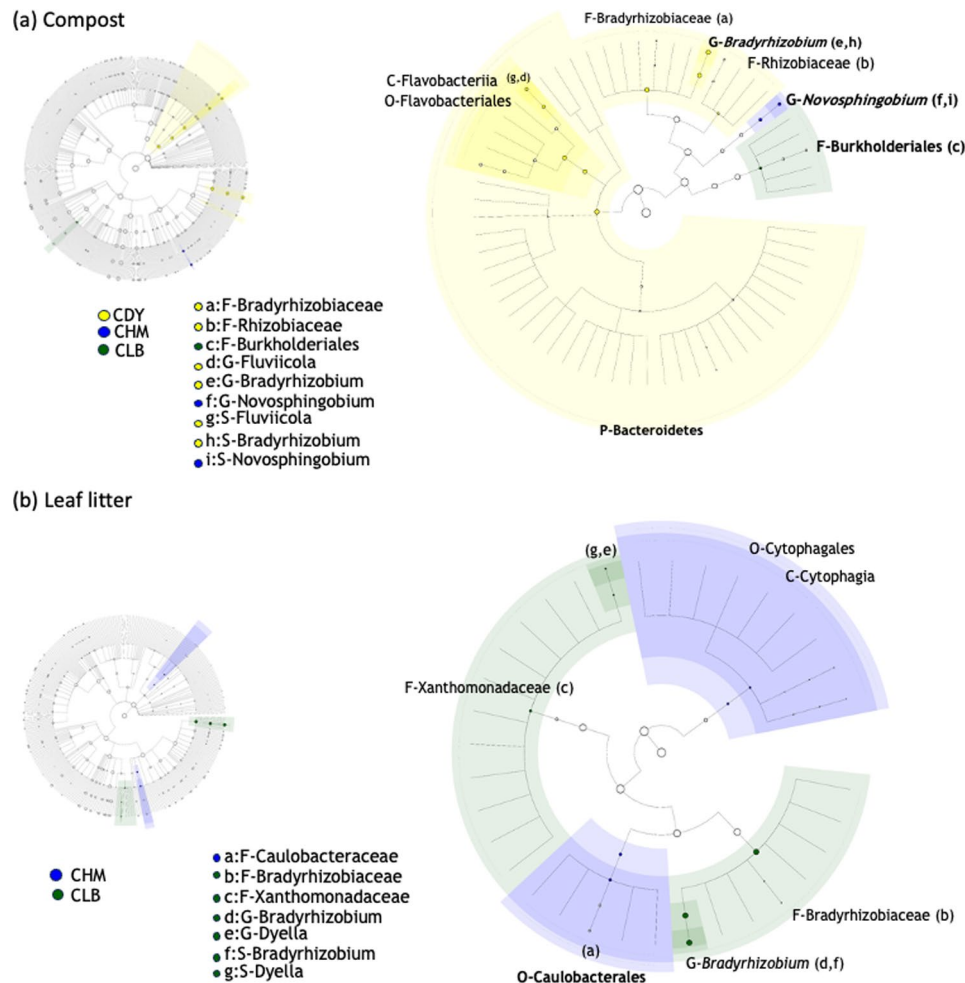 (a) Compost
F-Bradyrhizobiaceae (a)
G-Bradyrhizobium (e,h)
F-Rhizobiaceae (b)
C-Flavobacteriia (g,d)
O-Flavobacteriales
G-Novosphingobium (f,i)
F-Burkholderiales (c)
P-Bacteroidetes
CDY
CHM
CLB
a:F-Bradyrhizobiaceae
b:F-Rhizobiaceae
c:F-Burkholderiales
d:G-Fluviicola
e:G-Bradyrhizobium
f:G-Novosphingobium
g:S-Fluviicola
h:S-Bradyrhizobium
i:S-Novosphingobium
(b) Leaf litter
(g,e)
O-Cytophagales
C-Cytophagia
F-Xanthomonadaceae (c)
F-Bradyrhizobiaceae (b)
G-Bradyrhizobium (d,f)
(a)
O-Caulobacterales
CHM
CLB
a:F-Caulobacteraceae
b:F-Bradyrhizobiaceae
c:F-Xanthomonadaceae
d:G-Bradyrhizobium
e:G-Dyella
f:S-Bradyrhizobium
g:S-Dyella